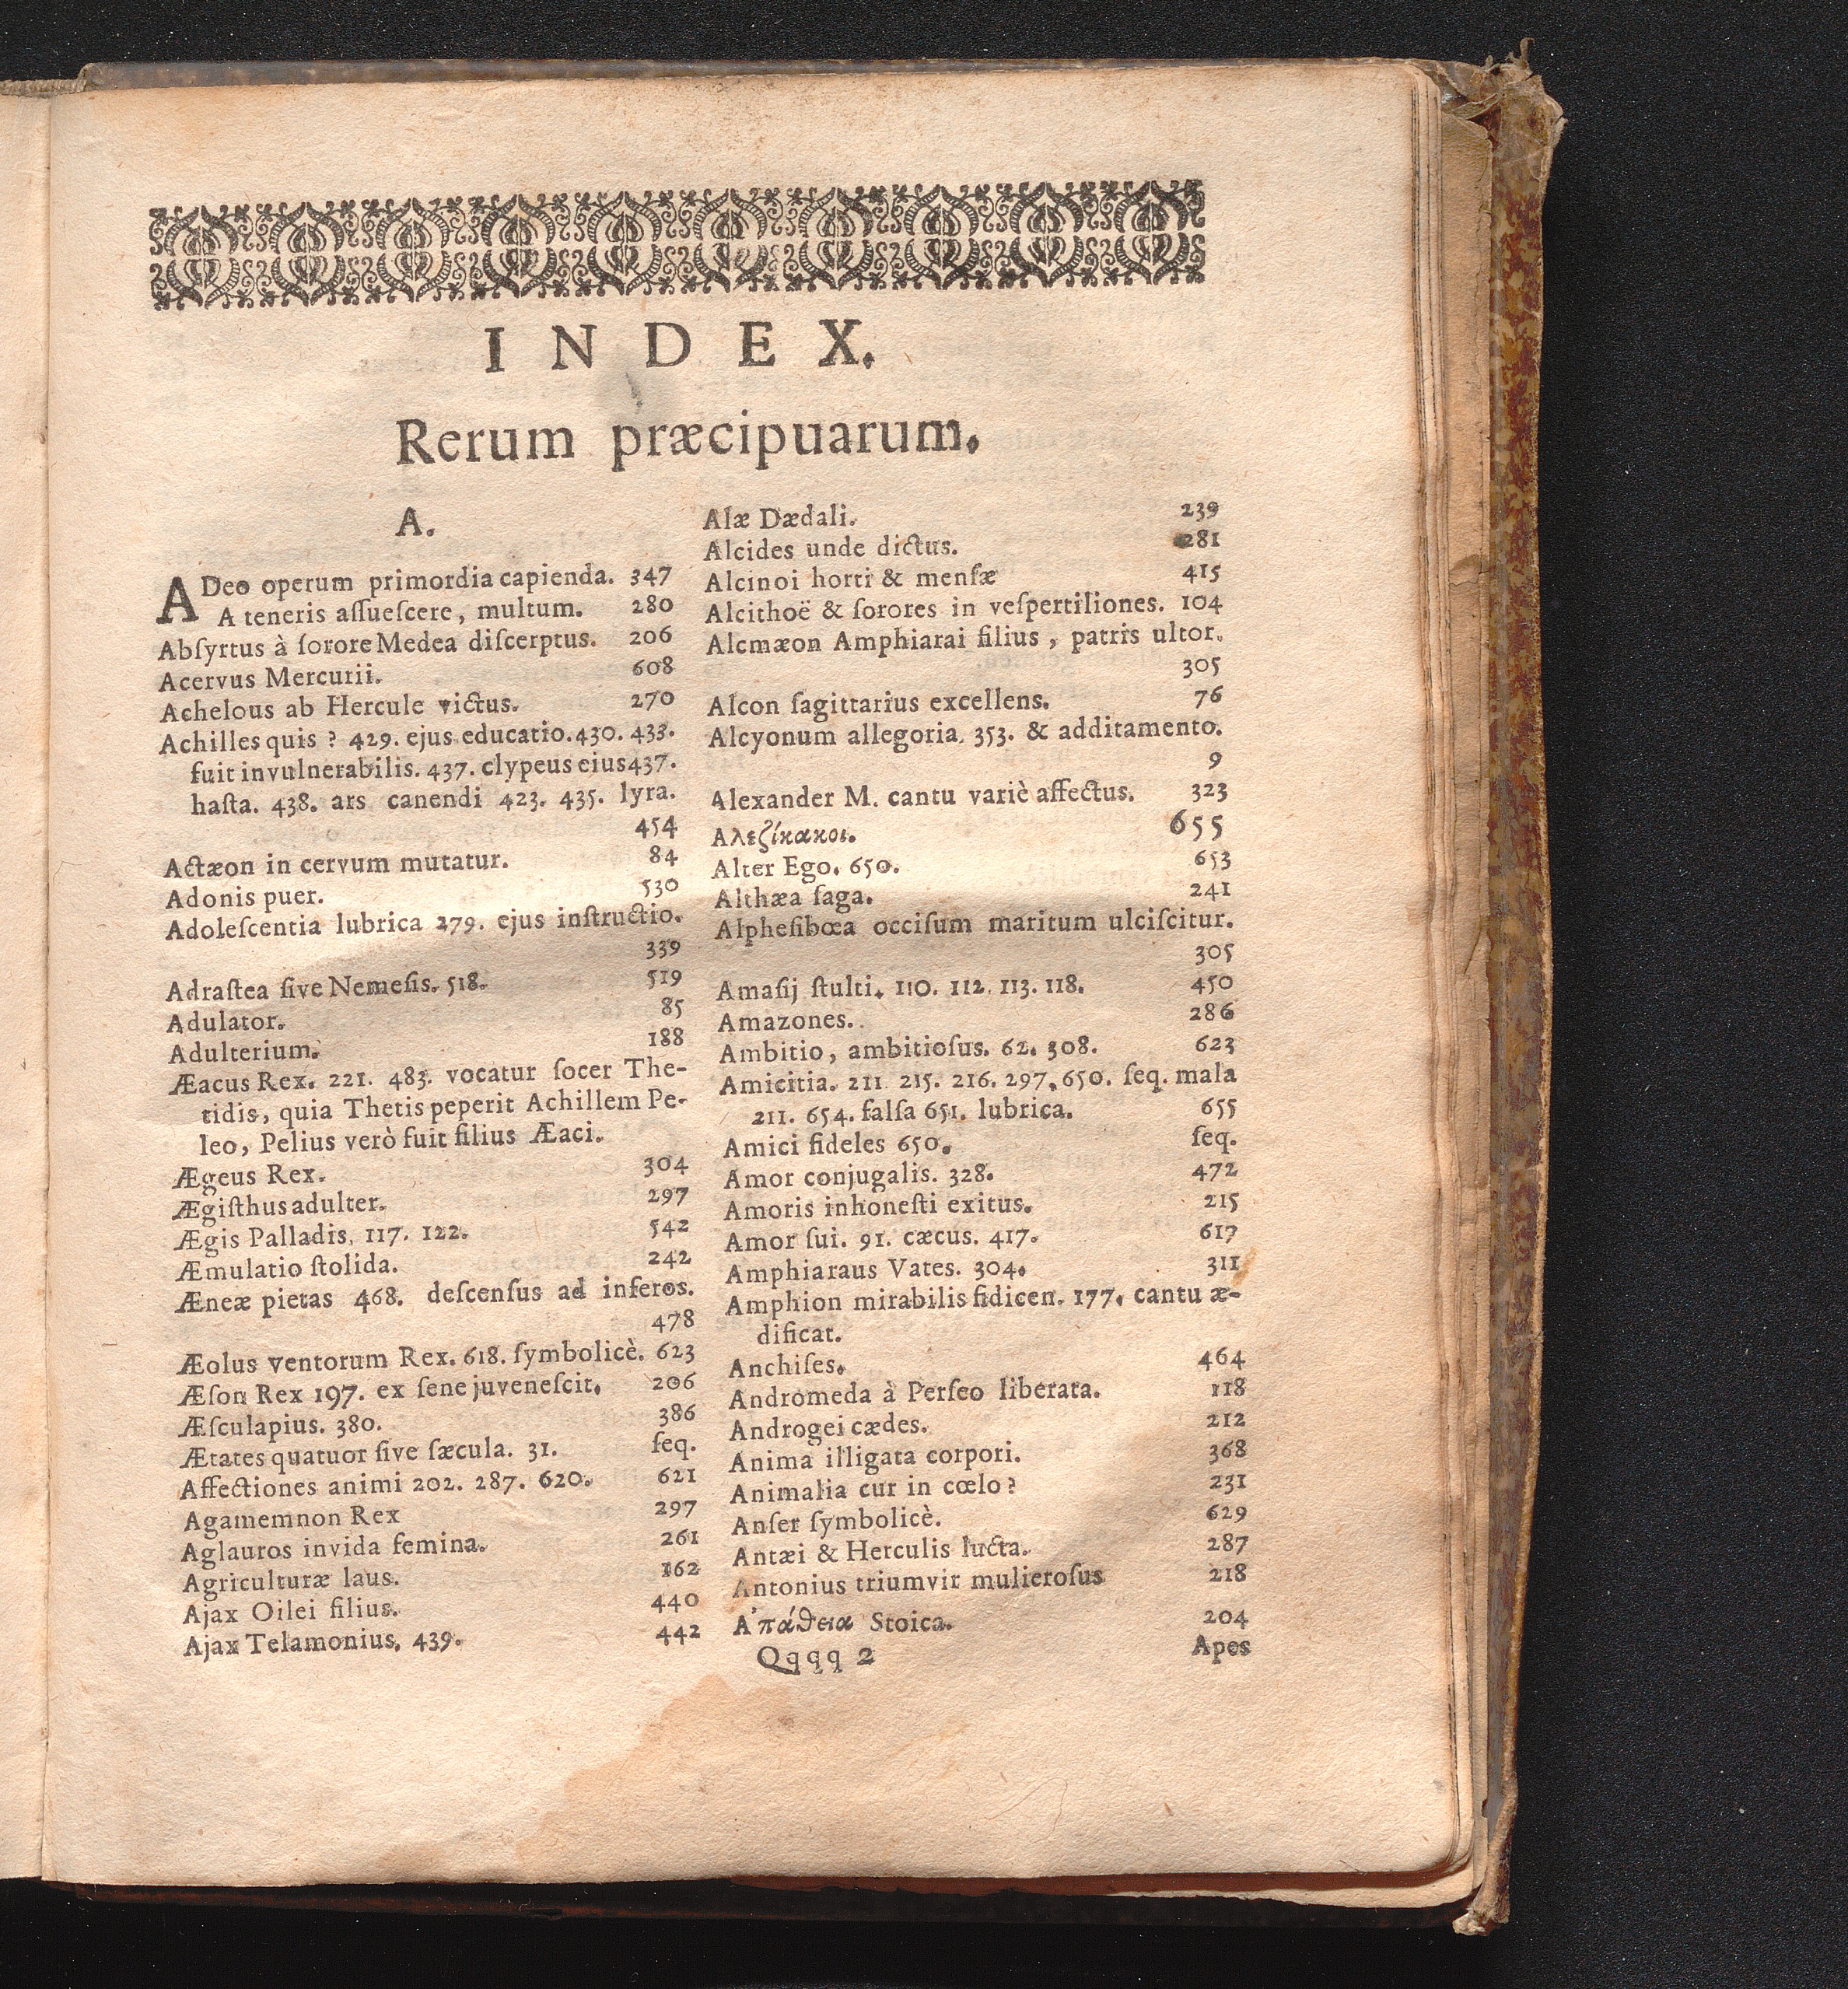 INDEX.
Rerum præcipuarum.
A.
A Deo operum primordia capienda. 347
A teneris aſſueſcere, multum. 280
Abſyrtus à ſorore Medea diſcerptus. 206
Acervus Mercurii. 608
Achelous ab Hercule victus. 270
Achilles quis? 429. ejus educatio. 430. 433.
fuit invulnerabilis. 437. clypeus eius 437.
haſta. 438. ars canendi 423. 435. lyra.
454
Actæon in cervum mutatur. 84
Adonis puer. 530
Adoleſcentia lubrica 279. ejus inſtructio.
339
Adraſtea ſive Nemeſis. 518. 519
Adulator. 85
Adulterium. 188
Æacus Rex. 221. 483. vocatur ſocer The-
tidis, quia Thetis peperit Achillem Pe-
leo, Pelius verò fuit filius Æaci.
Ægeus Rex. 304
Ægiſthus adulter. 297
Ægis Palladis, 117. 122. 542
Æmulatio ſtolida. 242
Æneæ pietas 468. deſcenſus ad inferos.
478
Æolus ventorum Rex. 618. ſymbolicè. 623
Æſon Rex 197. ex ſene juveneſcit. 206
Æſculapius. 380. 386
Ætates quatuor ſive ſæcula. 31. ſeq.
Affectiones animi 202. 287. 620. 621
Agamemnon Rex 297
Aglauros invida femina. 261
Agriculturæ laus. 162
Ajax Oilei filius. 440
Ajax Telamonius, 439. 442
Alæ Dædali. 239
Alcides unde dictus. 281
Alcinoi horti & menſæ 415
Alcithoë & ſorores in veſpertiliones. 104
Alcmæon Amphiarai filius, patris ultor.
305
Alcon ſagittarius excellens. 76
Alcyonum allegoria, 353. & additamento.
9
Alexander M. cantu variè affectus. 323
Αλεζίκακοι. 655
Alter Ego. 650. 653
Althæa ſaga. 241
Alpheſibœa occiſum maritum ulciſcitur.
305
Amaſij ſtulti. 110. 112. 113. 118. 450
Amazones. 286
Ambitio, ambitioſus. 62. 308. 623
Amicitia. 211 215. 216. 297. 650. ſeq. mala
211. 654. falſa 651. lubrica. 655
Amici fideles 650. ſeq.
Amor conjugalis. 328. 472
Amoris inhoneſti exitus. 215
Amor ſui. 91. cæcus. 417. 617
Amphiaraus Vates. 304. 311
Amphion mirabilis fidicen. 177. cantu æ-
dificat.
Anchiſes. 464
Andromeda à Perſeo liberata. 118
Androgei cædes. 212
Anima illigata corpori. 368
Animalia cur in cœlo? 231
Anſer ſymbolicè. 629
Antæi & Herculis lucta. 287
Antonius triumvir mulieroſus 218
Α᾽πάθεια Stoica. 204
Qqqq 2 Apes